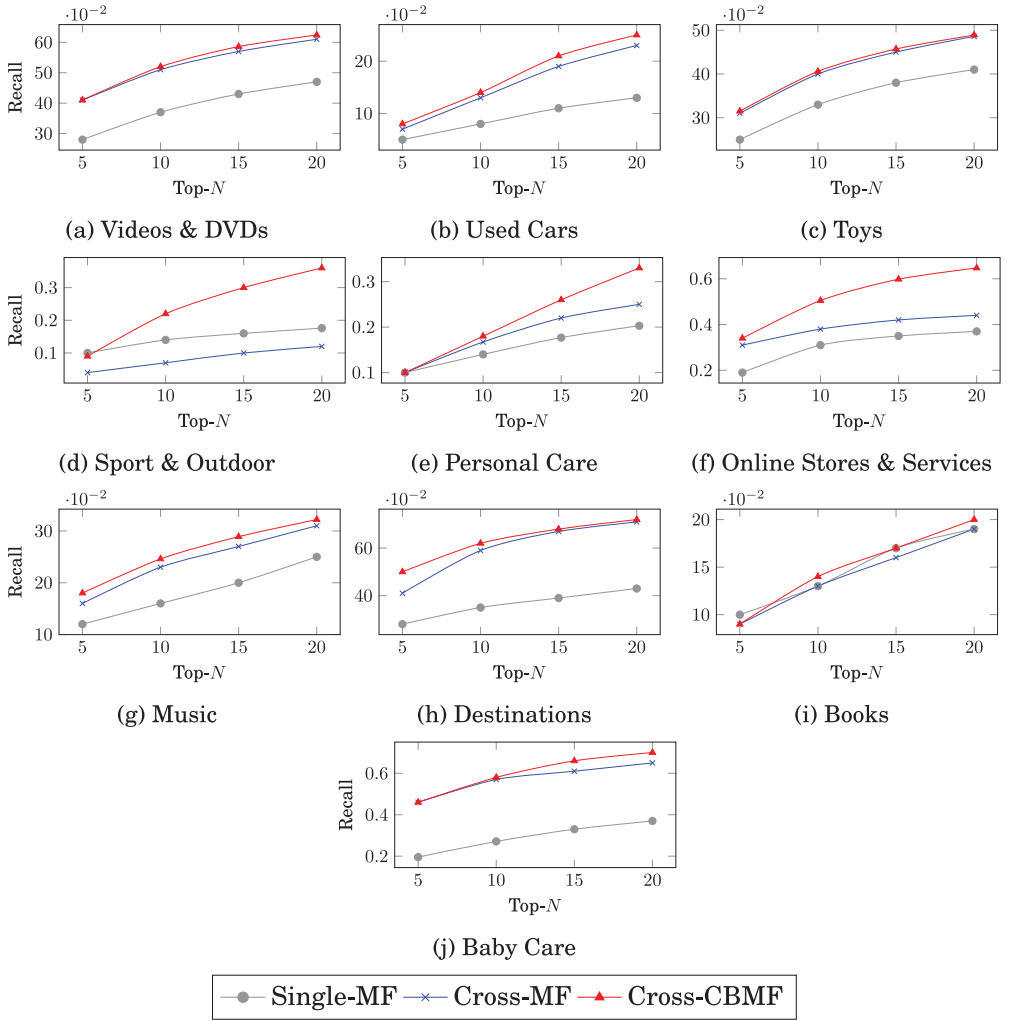 ·10⁻² ·10⁻² ·10⁻²
Recall
60
50
40
30
5 10 15 20
Top-N
20
10
5 10 15 20
Top-N
50
40
30
5 10 15 20
Top-N
(a) Videos & DVDs
(b) Used Cars
(c) Toys
Recall
0.3
0.2
0.1
5 10 15 20
Top-N
0.3
0.2
0.1
5 10 15 20
Top-N
0.6
0.4
0.2
5 10 15 20
Top-N
(d) Sport & Outdoor
(e) Personal Care
(f) Online Stores & Services
·10⁻² ·10⁻² ·10⁻²
Recall
30
20
10
5 10 15 20
Top-N
60
40
5 10 15 20
Top-N
20
15
10
5 10 15 20
Top-N
(g) Music
(h) Destinations
(i) Books
Recall
0.6
0.4
0.2
5 10 15 20
Top-N
(j) Baby Care
Single-MF Cross-MF Cross-CBMF